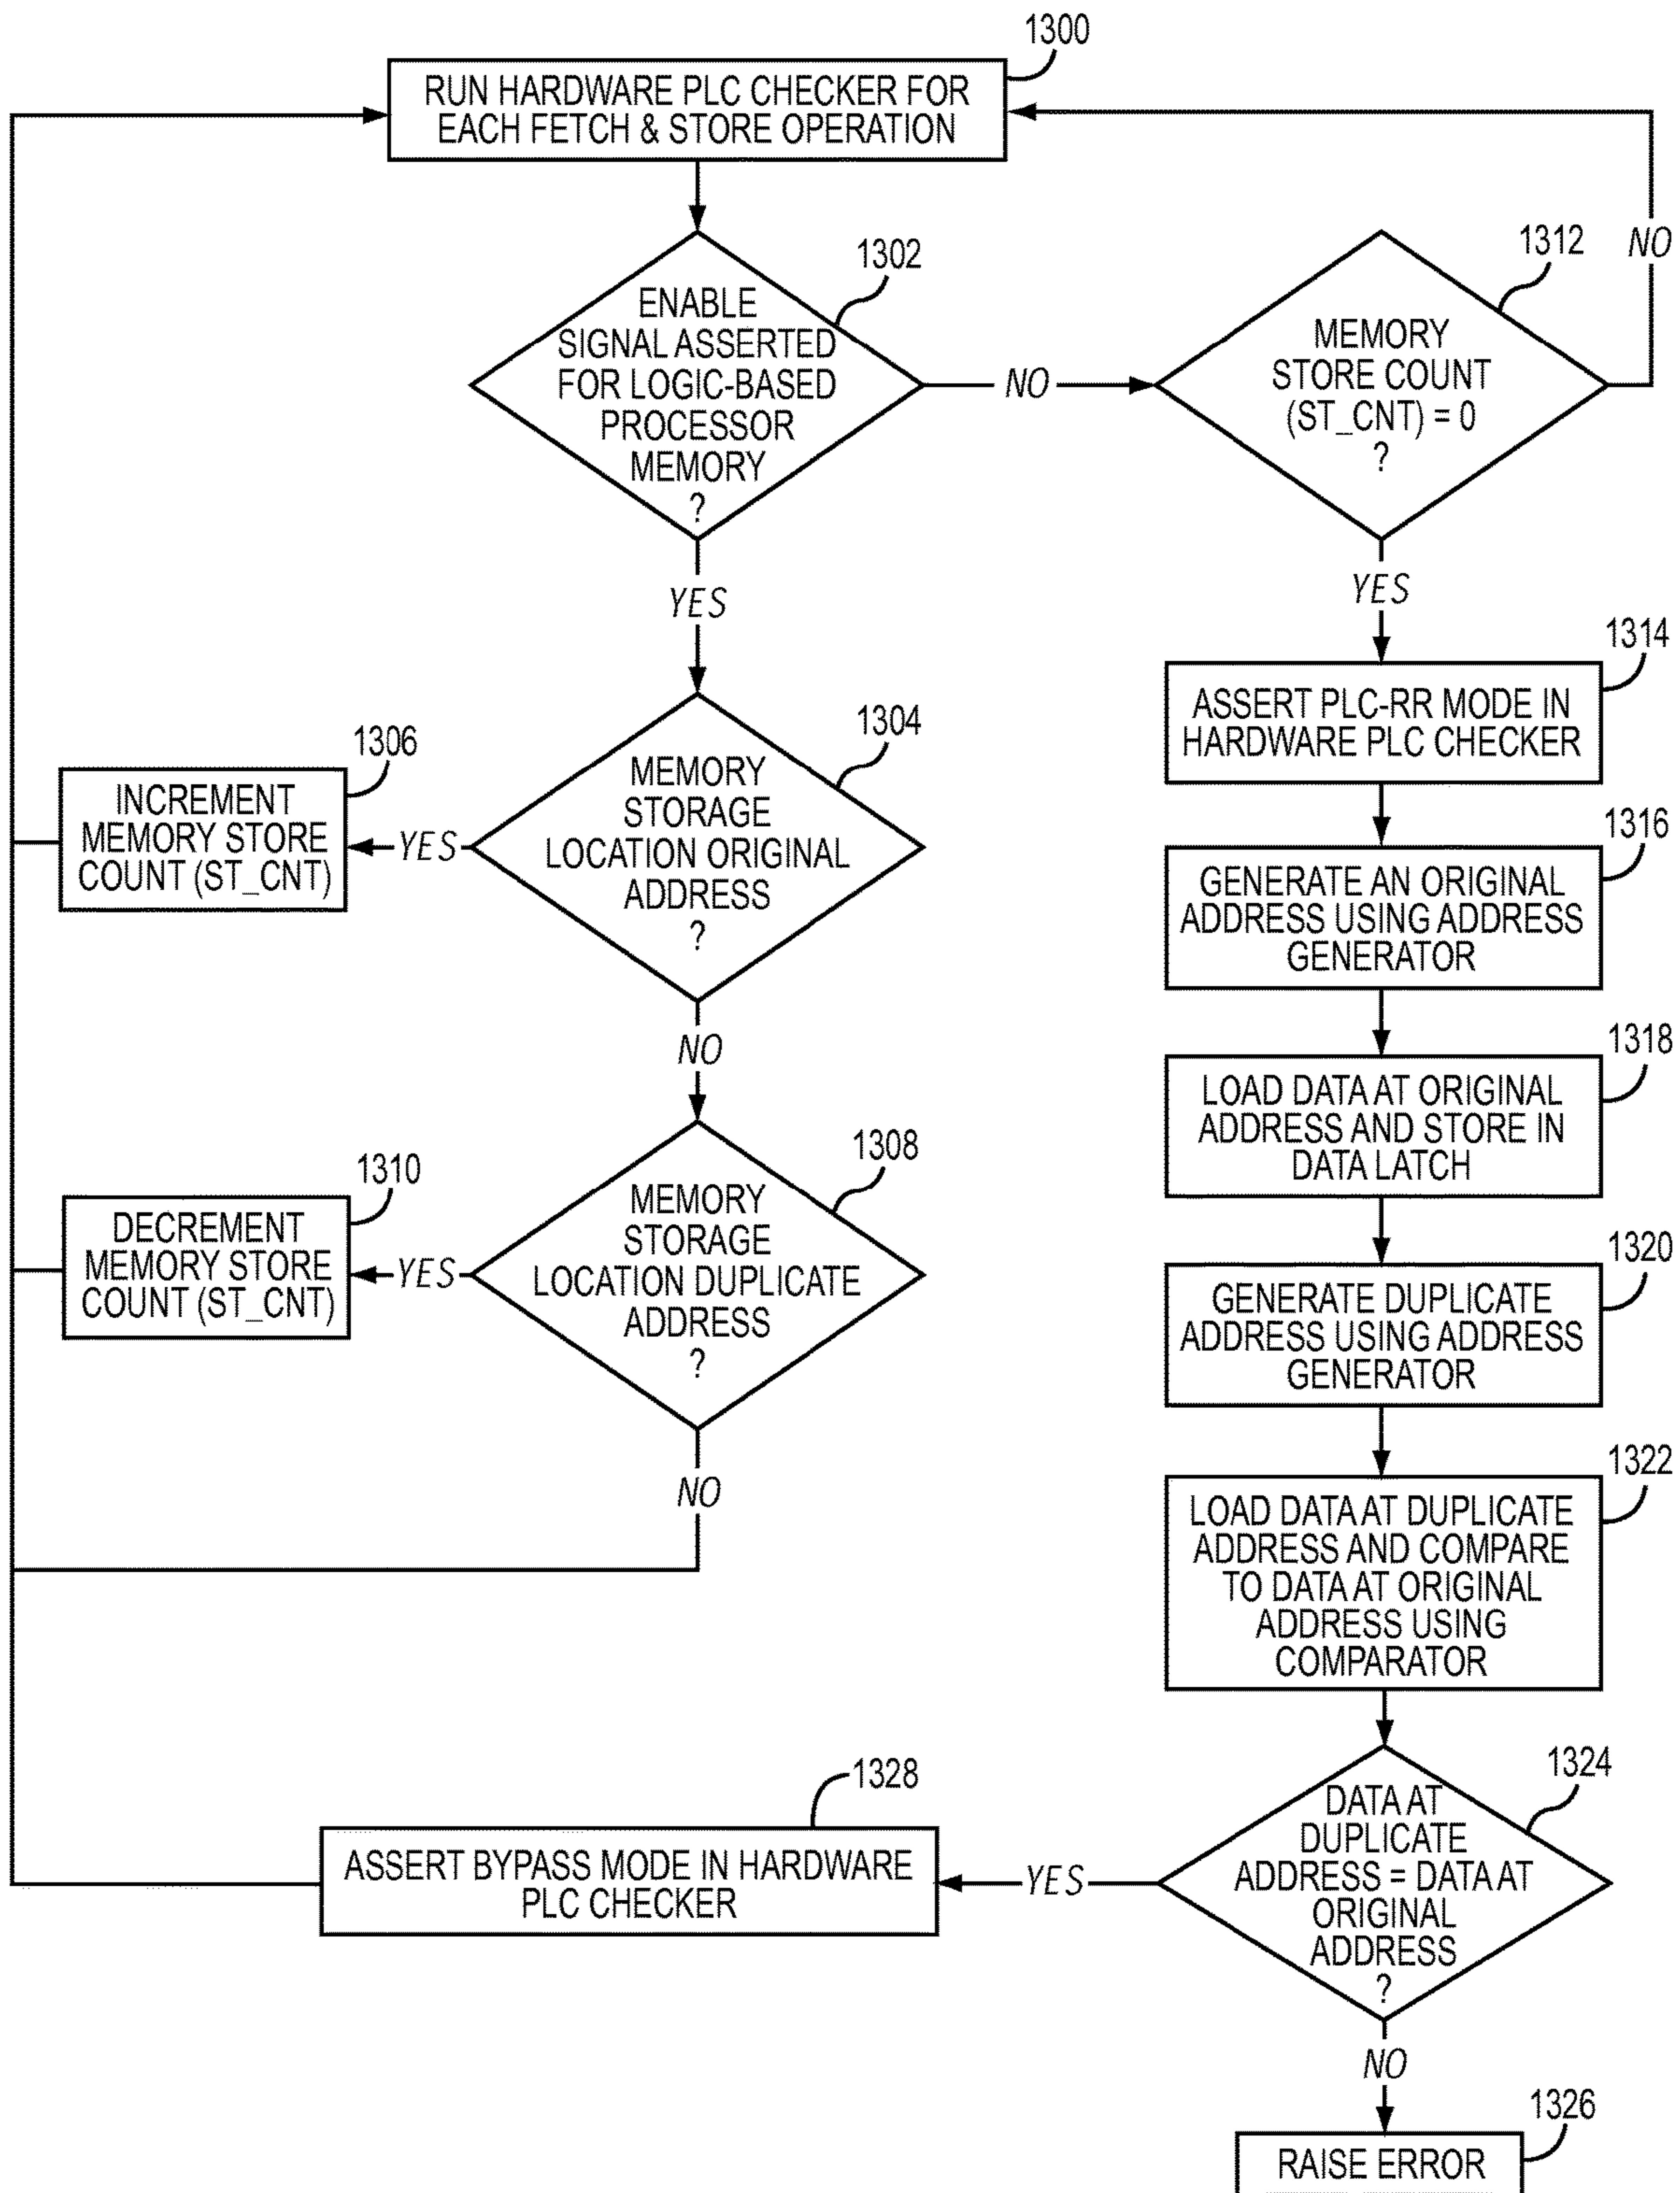 1300
RUN HARDWARE PLC CHECKER FOR
EACH FETCH & STORE OPERATION
1302
ENABLE
SIGNAL ASSERTED
FOR LOGIC-BASED
PROCESSOR
MEMORY
?
NO
1312
MEMORY
STORE COUNT
(ST_CNT) = 0
?
NO
YES
YES
1304
MEMORY
STORAGE
LOCATION ORIGINAL
ADDRESS
?
YES
1306
INCREMENT
MEMORY STORE
COUNT (ST_CNT)
NO
1308
MEMORY
STORAGE
LOCATION DUPLICATE
ADDRESS
?
YES
1310
DECREMENT
MEMORY STORE
COUNT (ST_CNT)
NO
1314
ASSERT PLC-RR MODE IN
HARDWARE PLC CHECKER
1316
GENERATE AN ORIGINAL
ADDRESS USING ADDRESS
GENERATOR
1318
LOAD DATA AT ORIGINAL
ADDRESS AND STORE IN
DATA LATCH
1320
GENERATE DUPLICATE
ADDRESS USING ADDRESS
GENERATOR
1322
LOAD DATA AT DUPLICATE
ADDRESS AND COMPARE
TO DATA AT ORIGINAL
ADDRESS USING
COMPARATOR
1324
DATA AT
DUPLICATE
ADDRESS = DATA AT
ORIGINAL
ADDRESS
?
YES
1328
ASSERT BYPASS MODE IN HARDWARE
PLC CHECKER
NO
1326
RAISE ERROR